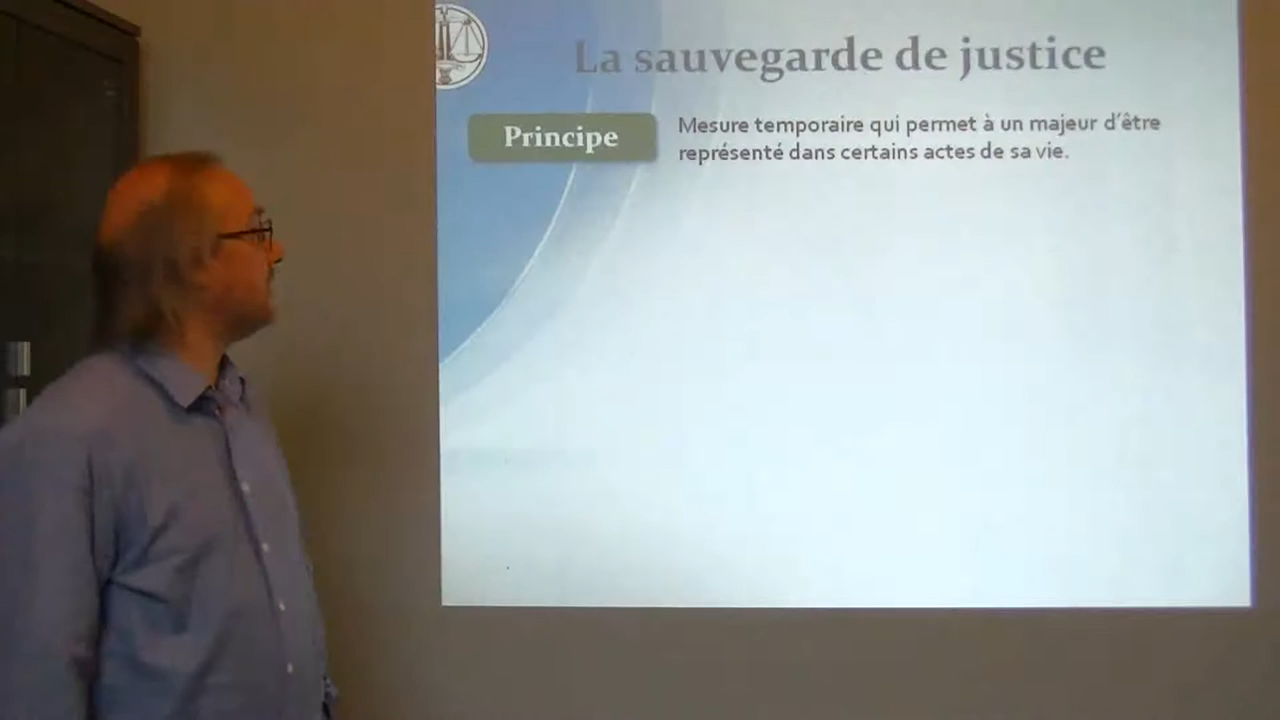 La sauvegarde de justice
Principe
Mesure temporaire qui permet à un majeur d'être
représenté dans certains actes de sa vie.